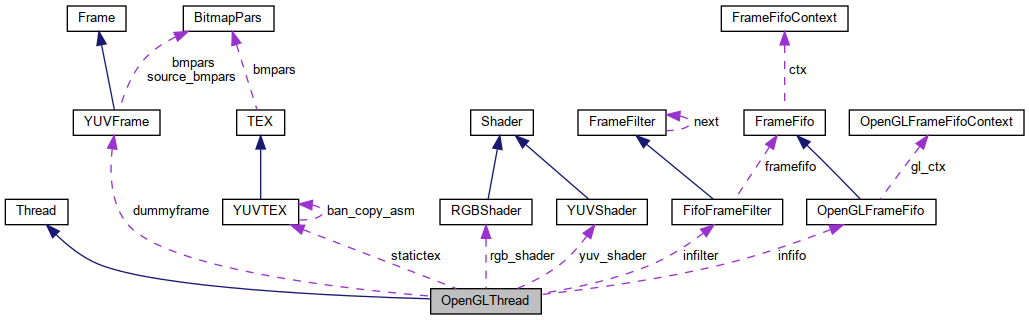 Frame
BitmapPars
FrameFifoContext
bmpars
source_bmpars
bmpars
ctx
YUVFrame
TEX
Shader
FrameFilter
next
FrameFifo
OpenGLFrameFifoContext
framefifo
gl_ctx
Thread
dummyframe
YUVTEX
ban_copy_asm
RGBShader
YUVShader
FifoFrameFilter
OpenGLFrameFifo
statictex
rgb_shader
yuv_shader
infilter
infifo
OpenGLThread